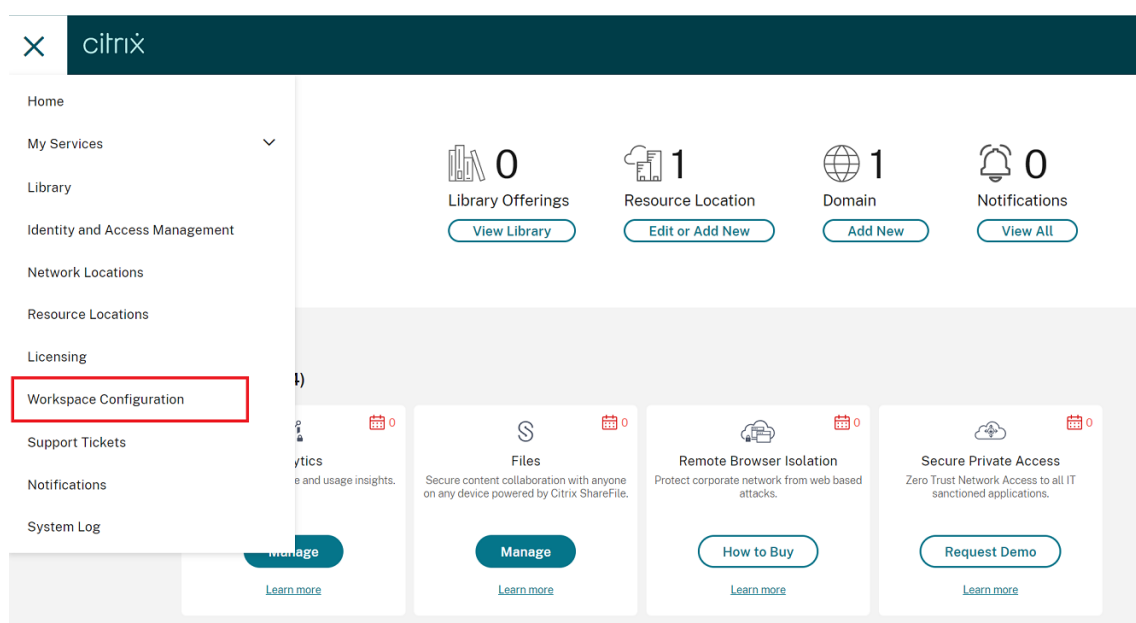 citrix
Home
My Services
Library
Identity and Access Management
Network Locations
Resource Locations
Licensing
Workspace Configuration
Support Tickets
Notifications
System Log
0
Library Offerings
View Library
1
Resource Location
Edit or Add New
1
Domain
Add New
0
Notifications
View All
4)
0
ytics
e and usage insights.
Manage
Learn more
0
Files
Secure content collaboration with anyone
on any device powered by Citrix ShareFile.
Manage
Learn more
0
Remote Browser Isolation
Protect corporate network from web based
attacks.
How to Buy
Learn more
0
Secure Private Access
Zero Trust Network Access to all IT
sanctioned applications.
Request Demo
Learn more